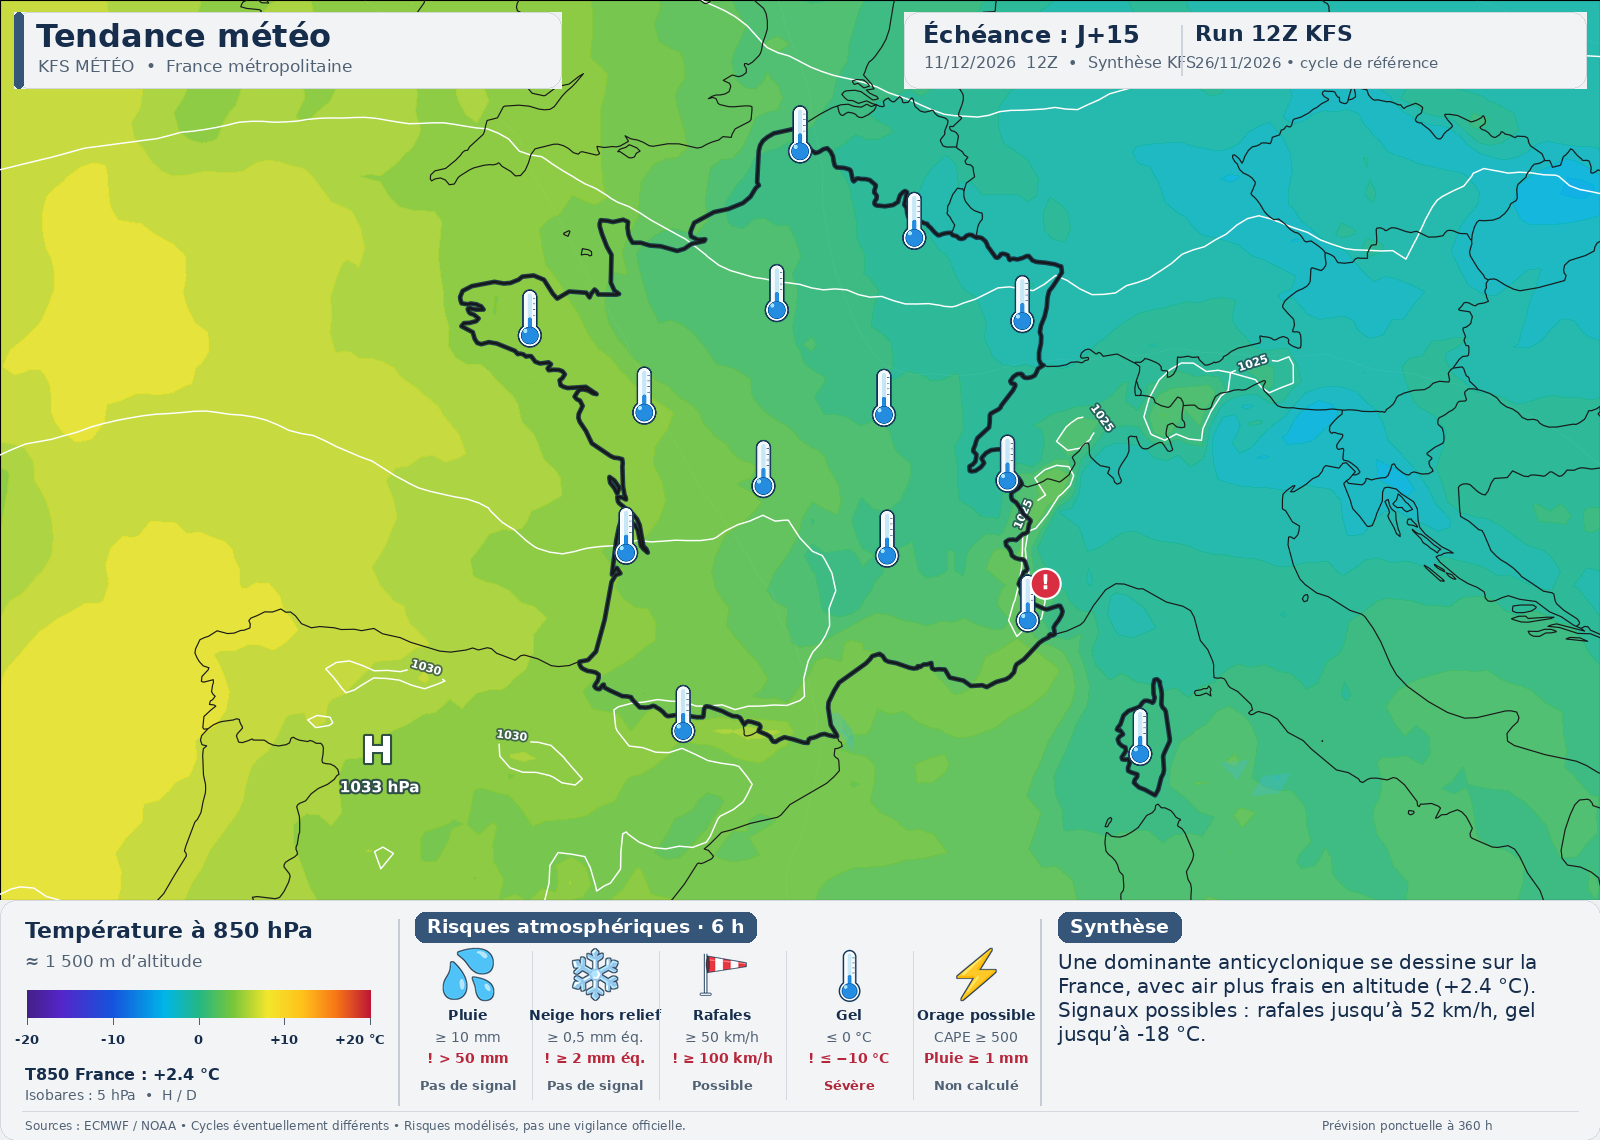 Tendance météo
KFS MÉTÉO • France métropolitaine
Échéance : J+15
11/12/2026 12Z • Synthèse KFS
Run 12Z KFS
26/11/2026 • cycle de référence
1025
1025
1025
!
1030
1030
H
1033 hPa
Température à 850 hPa
≈ 1 500 m d’altitude
-20 -10 0 +10 +20 °C
T850 France : +2.4 °C
Isobares : 5 hPa • H / D
Risques atmosphériques · 6 h
Pluie
≥ 10 mm
! > 50 mm
Pas de signal
Neige hors relief
≥ 0,5 mm éq.
! ≥ 2 mm éq.
Pas de signal
Rafales
≥ 50 km/h
! ≥ 100 km/h
Possible
Gel
≤ 0 °C
! ≤ −10 °C
Sévère
Orage possible
CAPE ≥ 500
Pluie ≥ 1 mm
Non calculé
Synthèse
Une dominante anticyclonique se dessine sur la
France, avec air plus frais en altitude (+2.4 °C).
Signaux possibles : rafales jusqu’à 52 km/h, gel
jusqu’à -18 °C.
Sources : ECMWF / NOAA • Cycles éventuellement différents • Risques modélisés, pas une vigilance officielle.
Prévision ponctuelle à 360 h